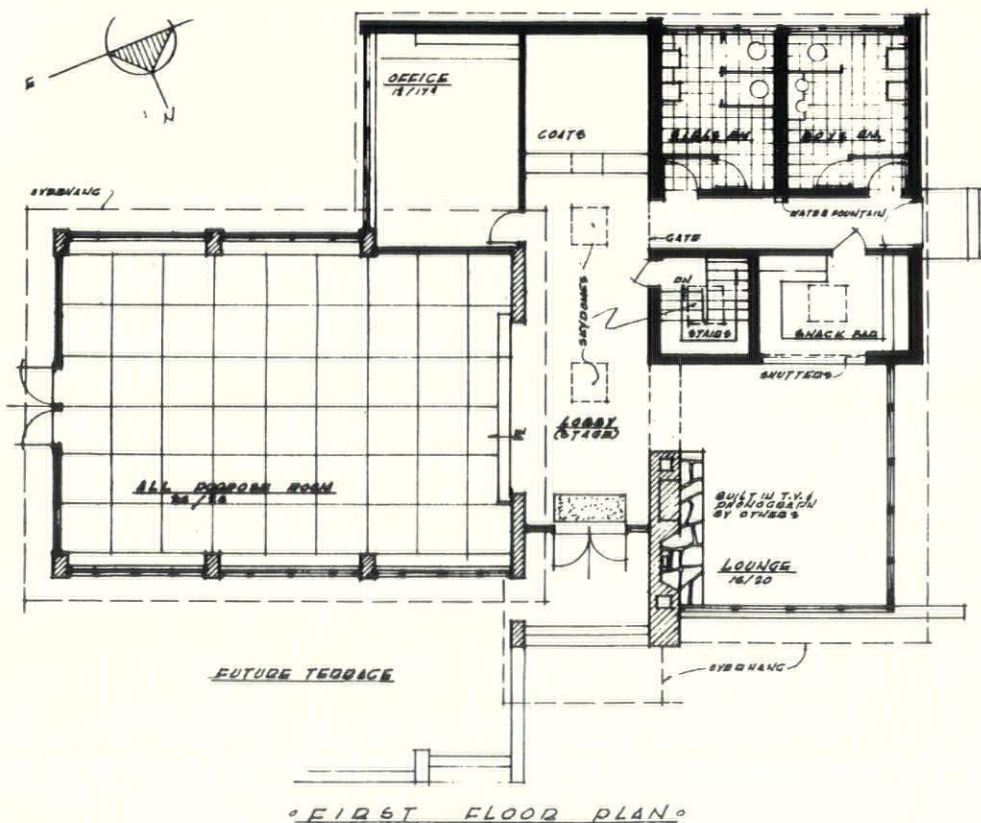 E
N
OFFICE
COATS
GIRLS RM.
BOYS RM.
OVERHANG
WATER FOUNTAIN
GATE
DN
SKYDOMES
STAIRS
SNACK BAR
SHUTTERS
LOBBY
(STAGE)
ALL PURPOSE ROOM
BUILT IN T.V. &
PHONOGRAPH
BY OTHERS
LOUNGE
16/20
OVERHANG
FUTURE TERRACE
FIRST FLOOR PLAN